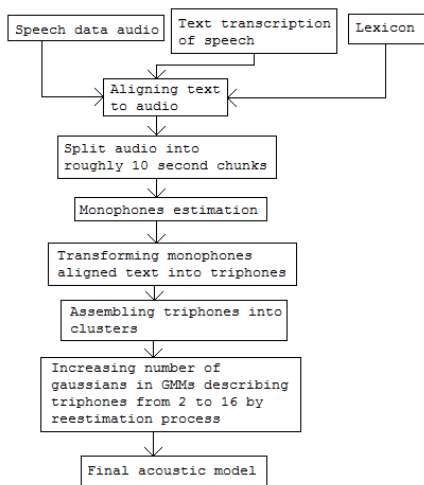 Speech data audio
Text transcription
of speech
Lexicon
Aligning text
to audio
Split audio into
roughly 10 second chunks
Monophones estimation
Transforming monophones
aligned text into triphones
Assembling triphones into
clusters
Increasing number of
gaussians in GMMs describing
triphones from 2 to 16 by
reestimation process
Final acoustic model